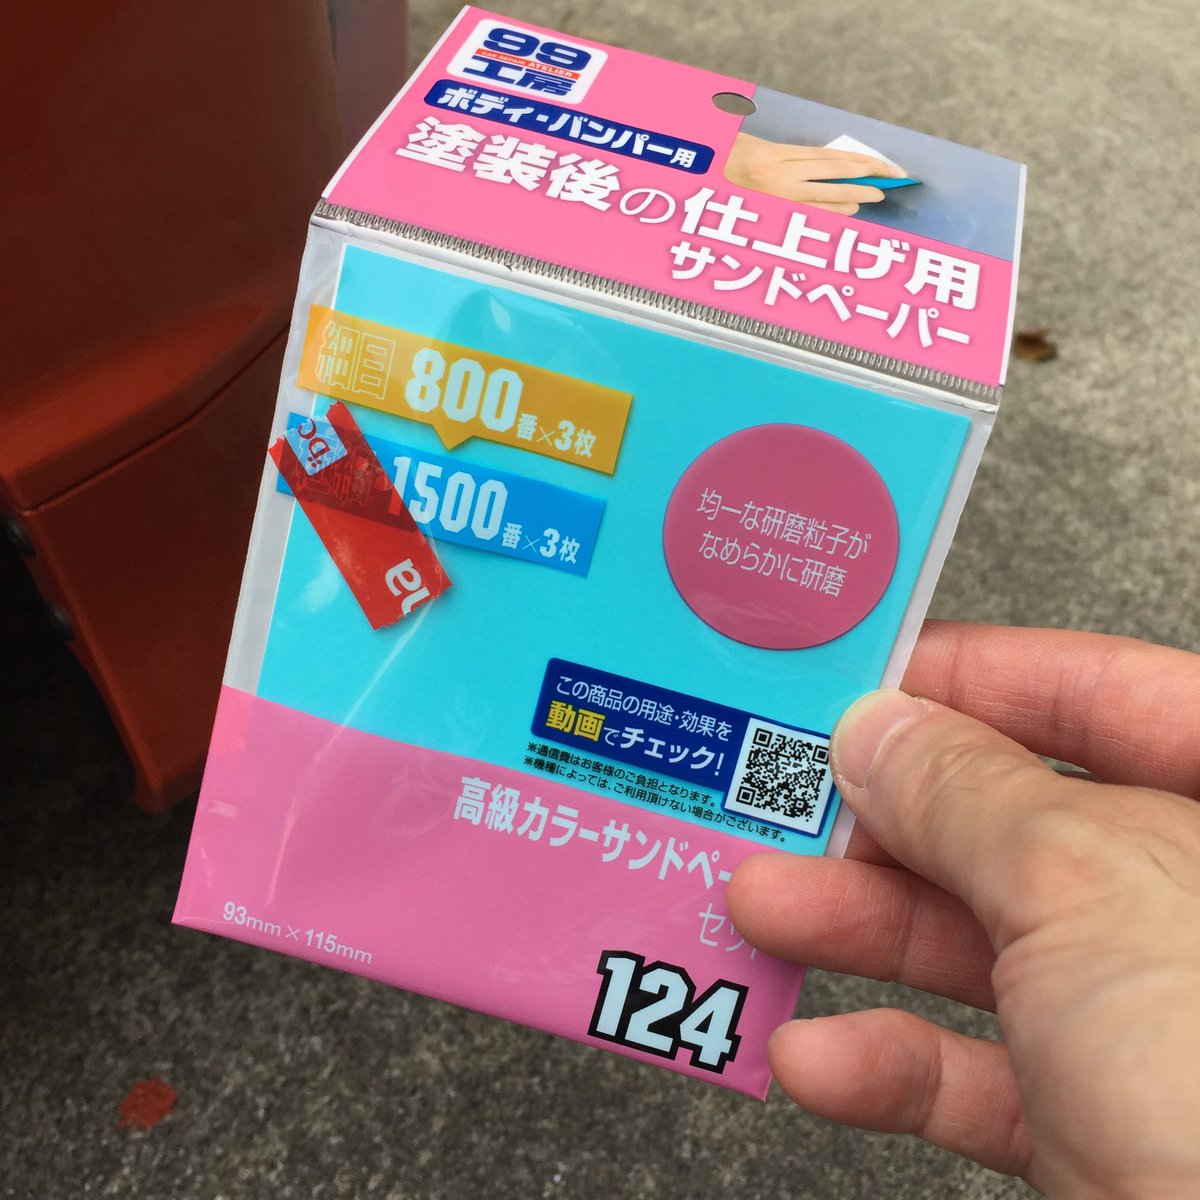 99
CAR REPAIR ATELIER
工房
ボディ・バンパー用
塗装後の仕上げ用
サンドペーパー
細目 800番×3枚
1500番×3枚
均一な研磨粒子が
なめらかに研磨
この商品の用途・効果を
動画でチェック!
※通信費はお客様のご負担となります。
※機種によっては、ご利用頂けない場合がございます。
高級カラーサンドペー
セッ
93mm×115mm
124